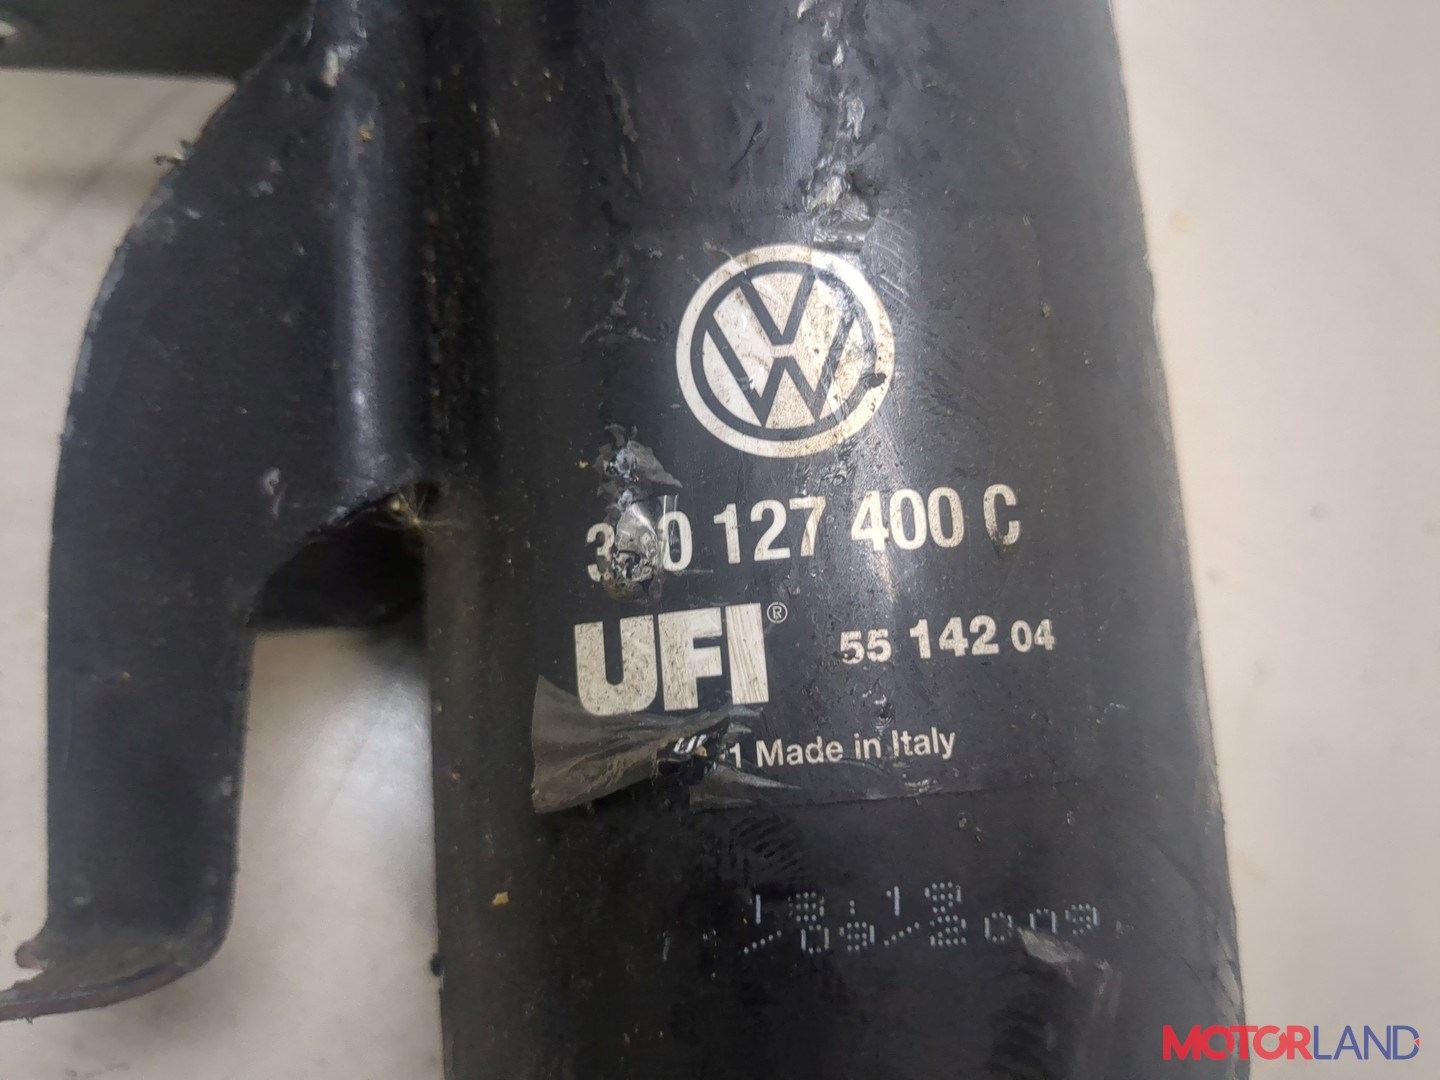 127 400 C
UFI®
55 142 04
Made in Italy
MOTORLAND